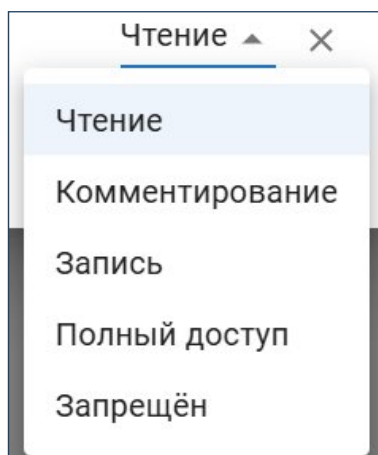 Чтение
Чтение
Комментирование
Запись
Полный доступ
Запрещён